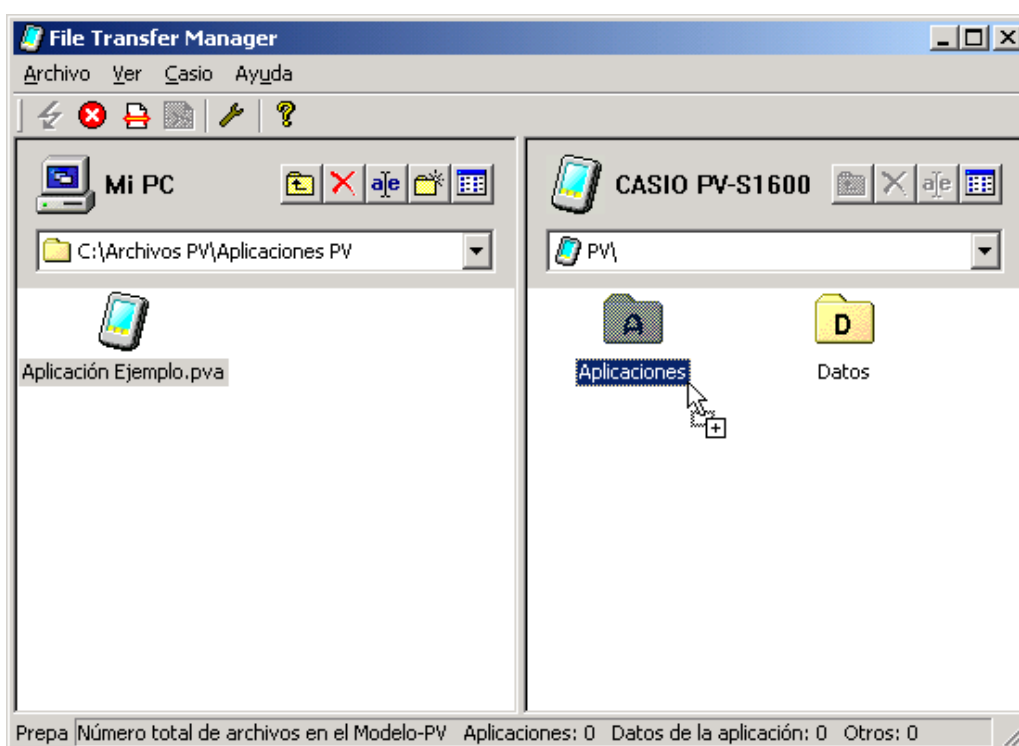 File Transfer Manager
Archivo Ver Casio Ayuda
Mi PC
aje
C:\Archivos PV\Aplicaciones PV
Aplicación Ejemplo.pva
CASIO PV-S1600
aje
PV\
A
D
Aplicaciones
Datos
Prepa Número total de archivos en el Modelo-PV Aplicaciones: 0 Datos de la aplicación: 0 Otros: 0